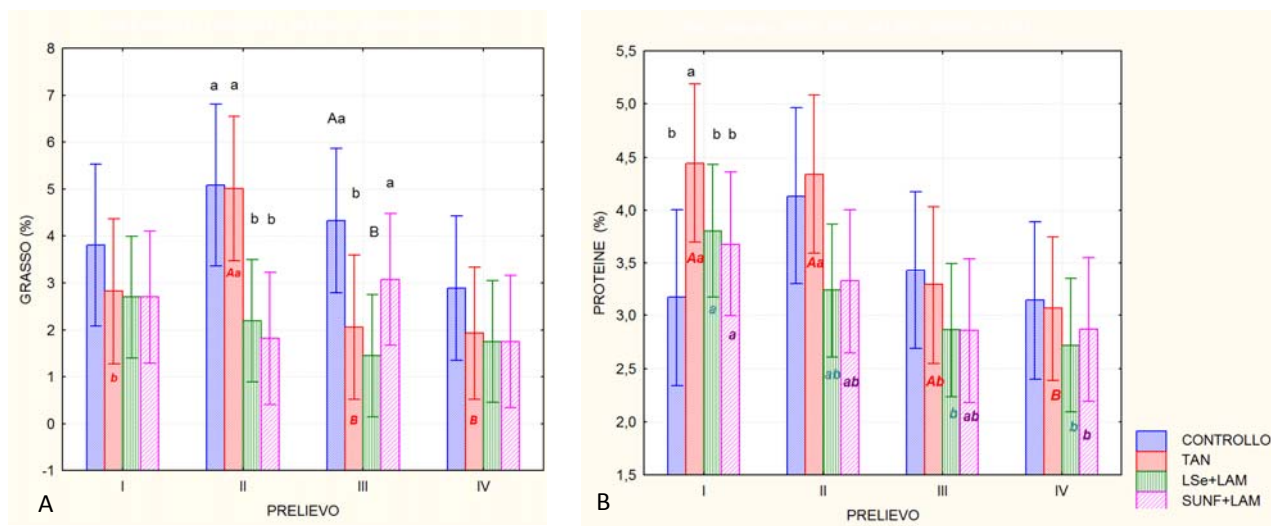 8
7
6
5
4
3
2
1
0
-1
GRASSO (%)
a a
Aa
b b
b
B
a
b
Aa
B
B
I II III IV
PRELIEVO
A
5,5
5,0
4,5
4,0
3,5
3,0
2,5
2,0
1,5
PROTEINE (%)
a
b
b b
Aa
a
a
Aa
ab
ab
Ab
b
ab
B
b
b
I II III IV
PRELIEVO
B
CONTROLLO
TAN
LSe+LAM
SUNF+LAM